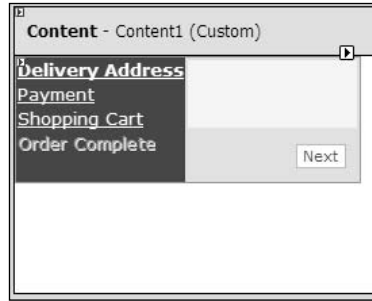 Content - Content1 (Custom)
Delivery Address
Payment
Shopping Cart
Order Complete
Next